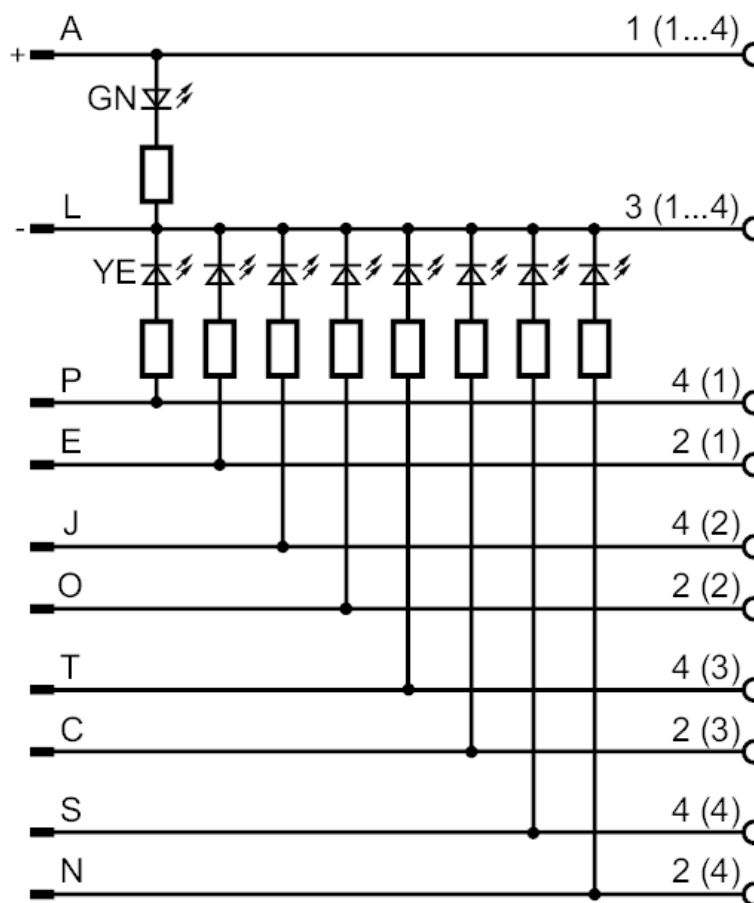 A 1 (1...4)
+
GN
L 3 (1...4)
-
YE
P 4 (1)
E 2 (1)
J 4 (2)
O 2 (2)
T 4 (3)
C 2 (3)
S 4 (4)
N 2 (4)